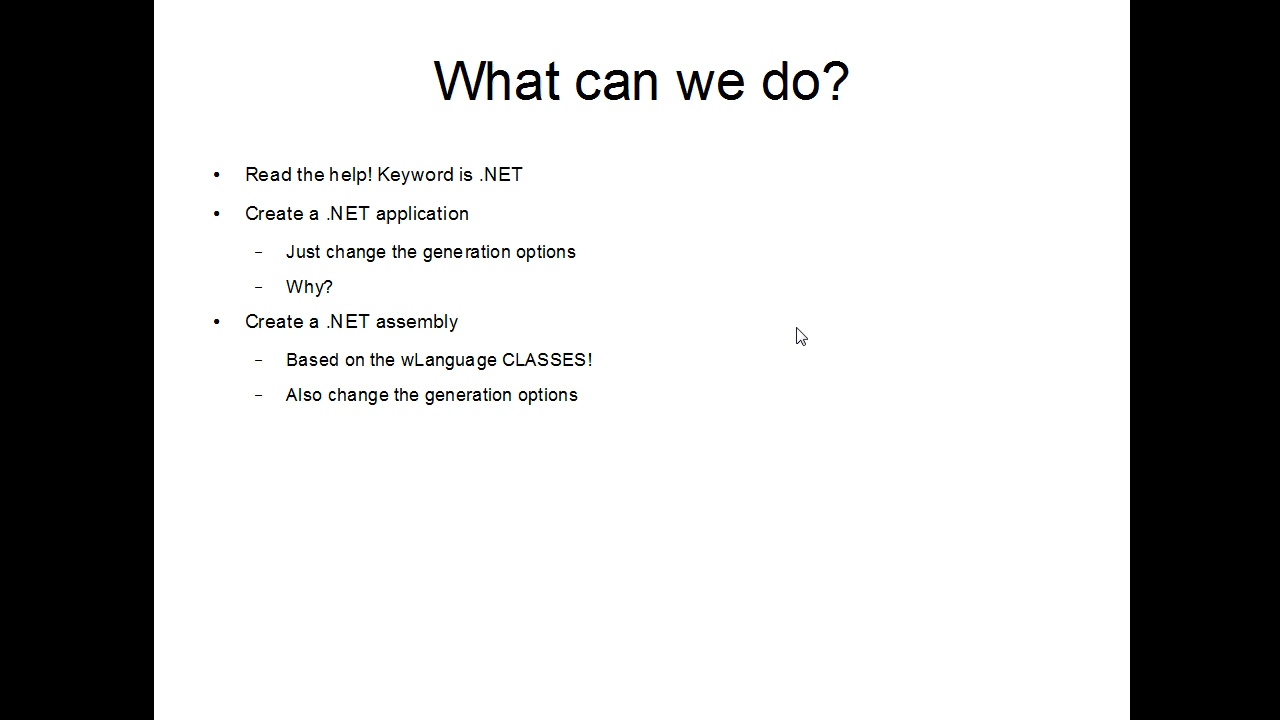 What can we do?
• Read the help! Keyword is .NET
• Create a .NET application
– Just change the generation options
– Why?
• Create a .NET assembly
– Based on the wLanguage CLASSES!
– Also change the generation options